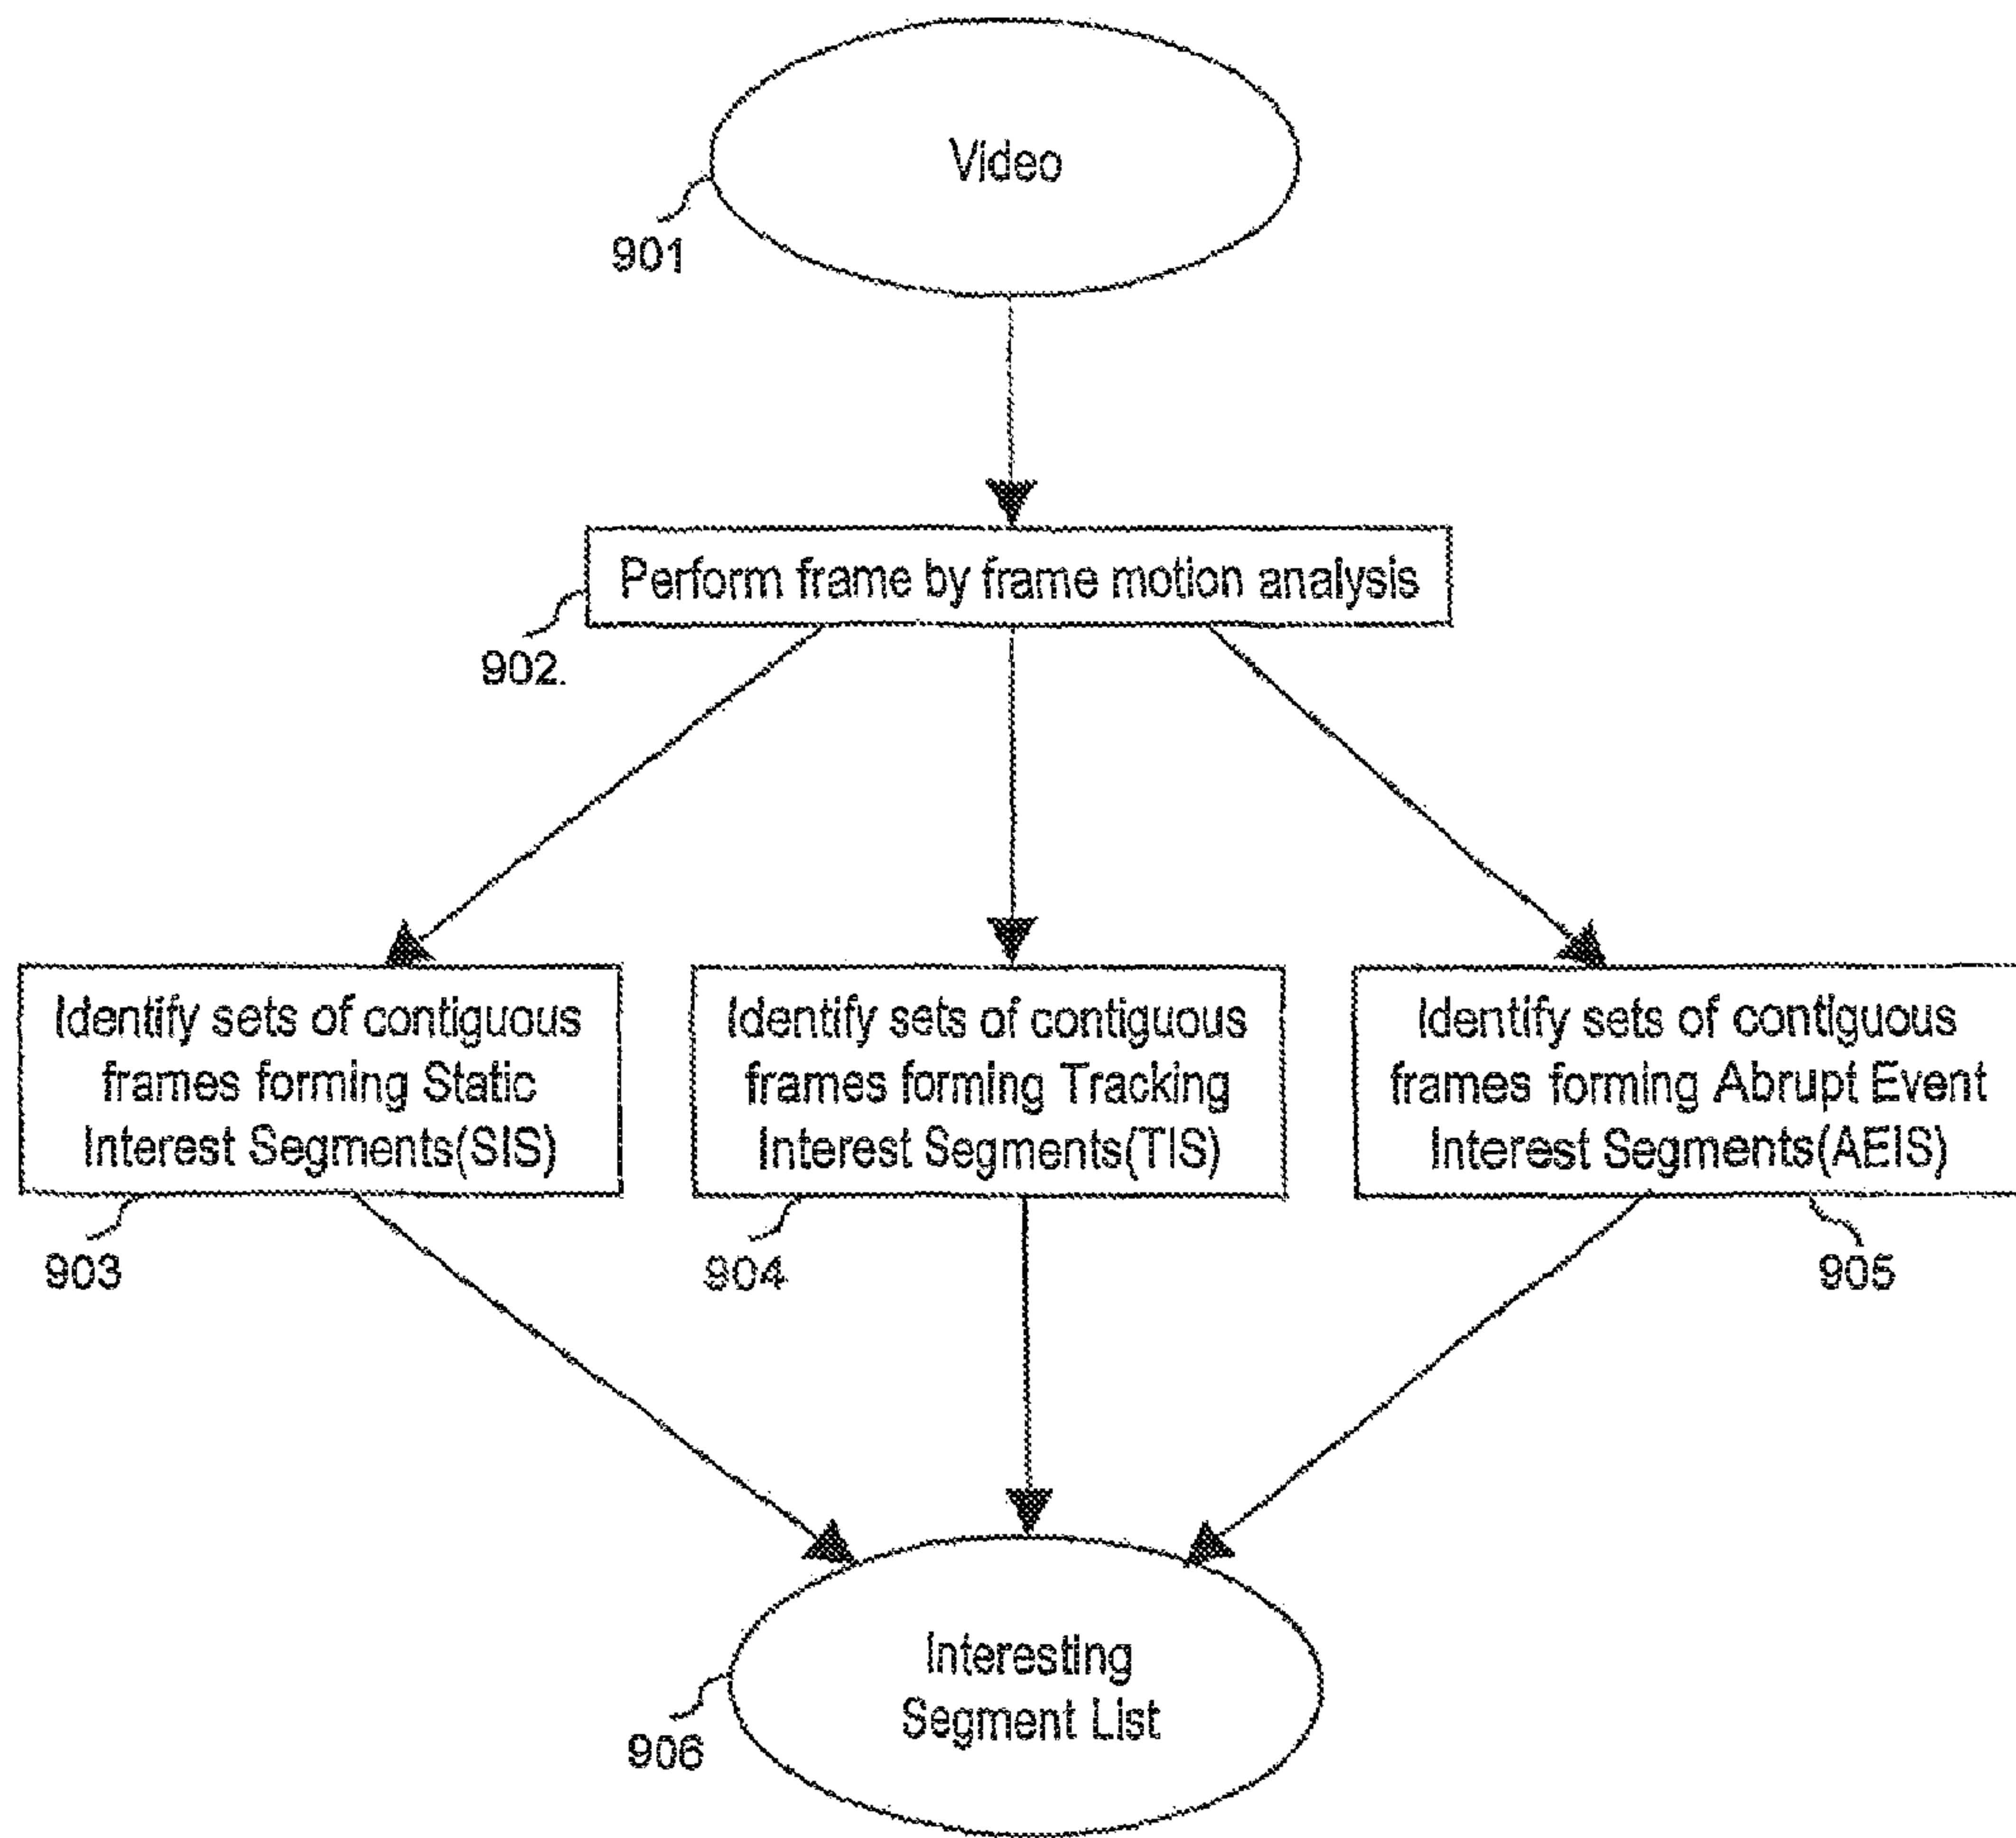 Video
901
Perform frame by frame motion analysis
902.
Identify sets of contiguous
frames forming Static
Interest Segments(SIS)
903
Identify sets of contiguous
frames forming Tracking
Interest Segments(TIS)
904
Identify sets of contiguous
frames forming Abrupt Event
Interest Segments(AEIS)
905
Interesting
Segment List
906